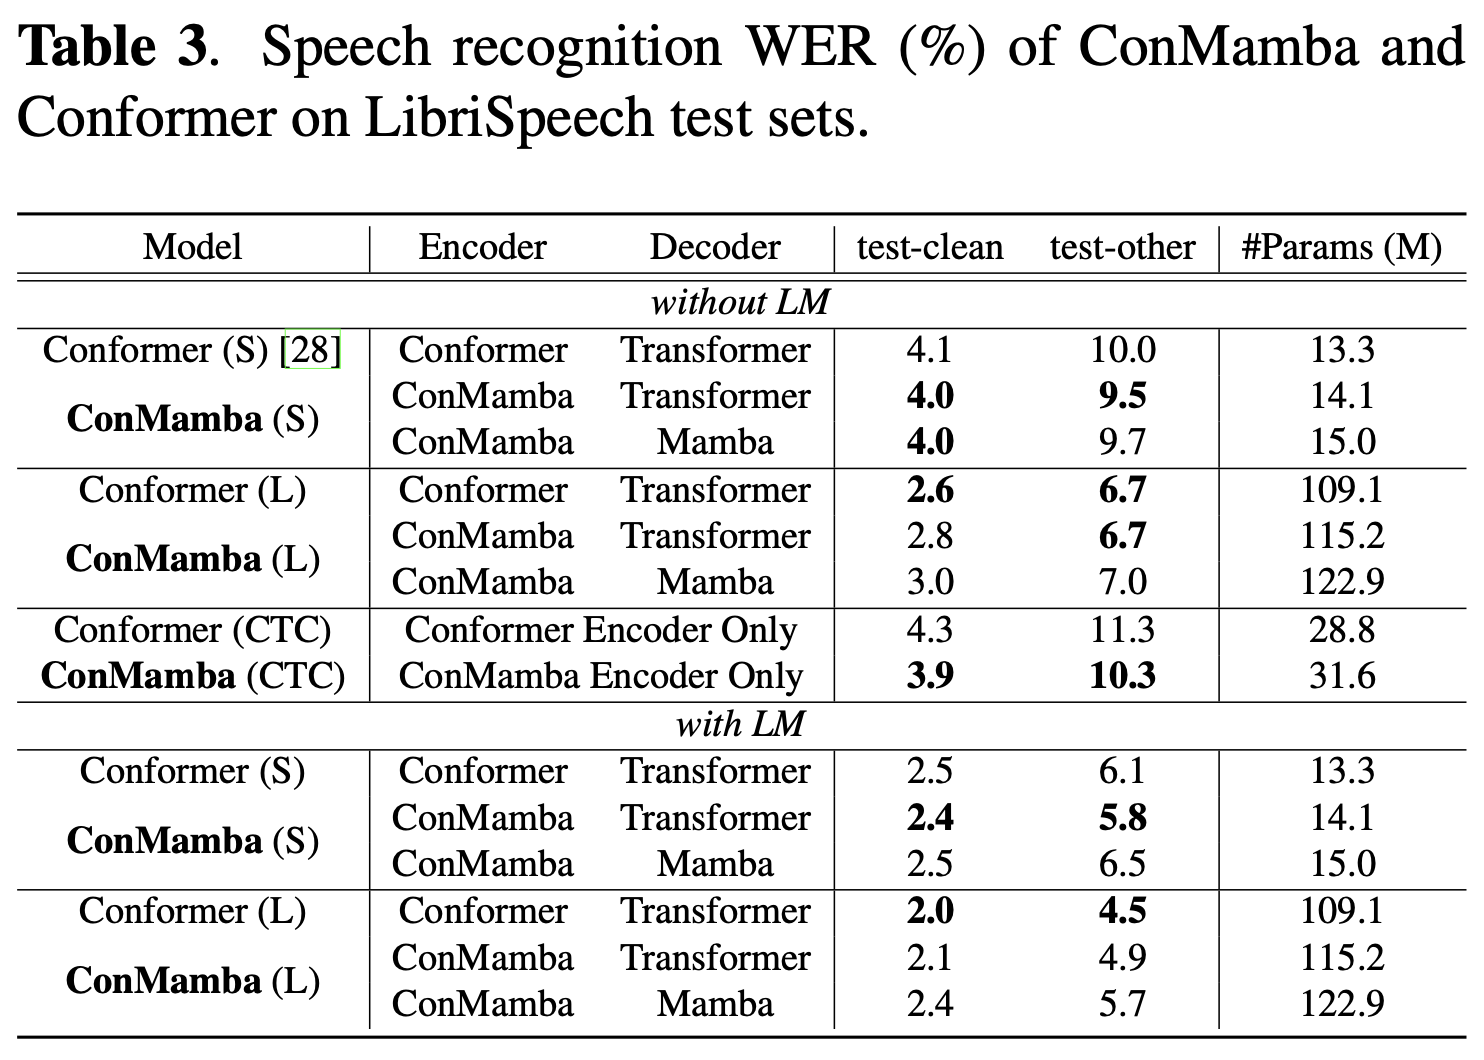 Table 3. Speech recognition WER (%) of ConMamba and
Conformer on LibriSpeech test sets.
Model Encoder Decoder test-clean test-other #Params (M)
without LM
Conformer (S) [28] Conformer Transformer 4.1 10.0 13.3
ConMamba (S) ConMamba Transformer 4.0 9.5 14.1
ConMamba Mamba 4.0 9.7 15.0
Conformer (L) Conformer Transformer 2.6 6.7 109.1
ConMamba (L) ConMamba Transformer 2.8 6.7 115.2
ConMamba Mamba 3.0 7.0 122.9
Conformer (CTC) Conformer Encoder Only 4.3 11.3 28.8
ConMamba (CTC) ConMamba Encoder Only 3.9 10.3 31.6
with LM
Conformer (S) Conformer Transformer 2.5 6.1 13.3
ConMamba (S) ConMamba Transformer 2.4 5.8 14.1
ConMamba Mamba 2.5 6.5 15.0
Conformer (L) Conformer Transformer 2.0 4.5 109.1
ConMamba (L) ConMamba Transformer 2.1 4.9 115.2
ConMamba Mamba 2.4 5.7 122.9